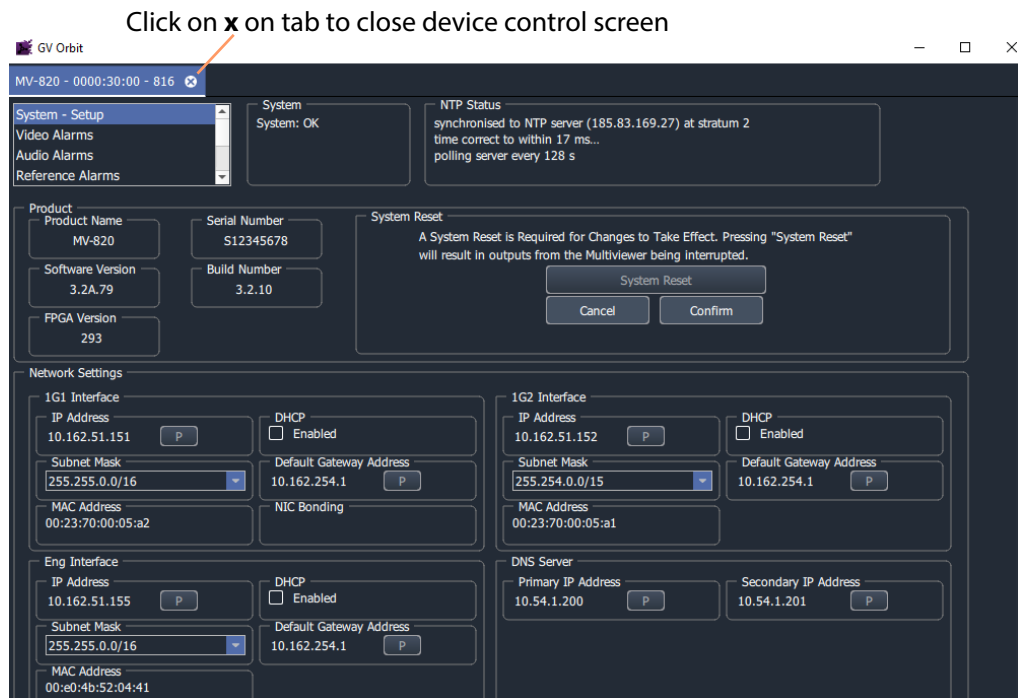 Click on x on tab to close device control screen
GV Orbit
MV-820 - 0000:30:00 - 816
System - Setup
Video Alarms
Audio Alarms
Reference Alarms
System
System: OK
NTP Status
synchronised to NTP server (185.83.169.27) at stratum 2
time correct to within 17 ms...
polling server every 128 s
Product
Product Name
MV-820
Serial Number
S12345678
Software Version
3.2A.79
Build Number
3.2.10
FPGA Version
293
System Reset
A System Reset is Required for Changes to Take Effect. Pressing "System Reset"
will result in outputs from the Multiviewer being interrupted.
System Reset
Cancel
Confirm
Network Settings
1G1 Interface
IP Address
10.162.51.151
P
DHCP
Enabled
Subnet Mask
255.255.0.0/16
Default Gateway Address
10.162.254.1
P
MAC Address
00:23:70:00:05:a2
NIC Bonding
1G2 Interface
IP Address
10.162.51.152
P
DHCP
Enabled
Subnet Mask
255.254.0.0/15
Default Gateway Address
10.162.254.1
P
MAC Address
00:23:70:00:05:a1
Eng Interface
IP Address
10.162.51.155
P
DHCP
Enabled
Subnet Mask
255.255.0.0/16
Default Gateway Address
10.162.254.1
P
MAC Address
00:e0:4b:52:04:41
DNS Server
Primary IP Address
10.54.1.200
P
Secondary IP Address
10.54.1.201
P